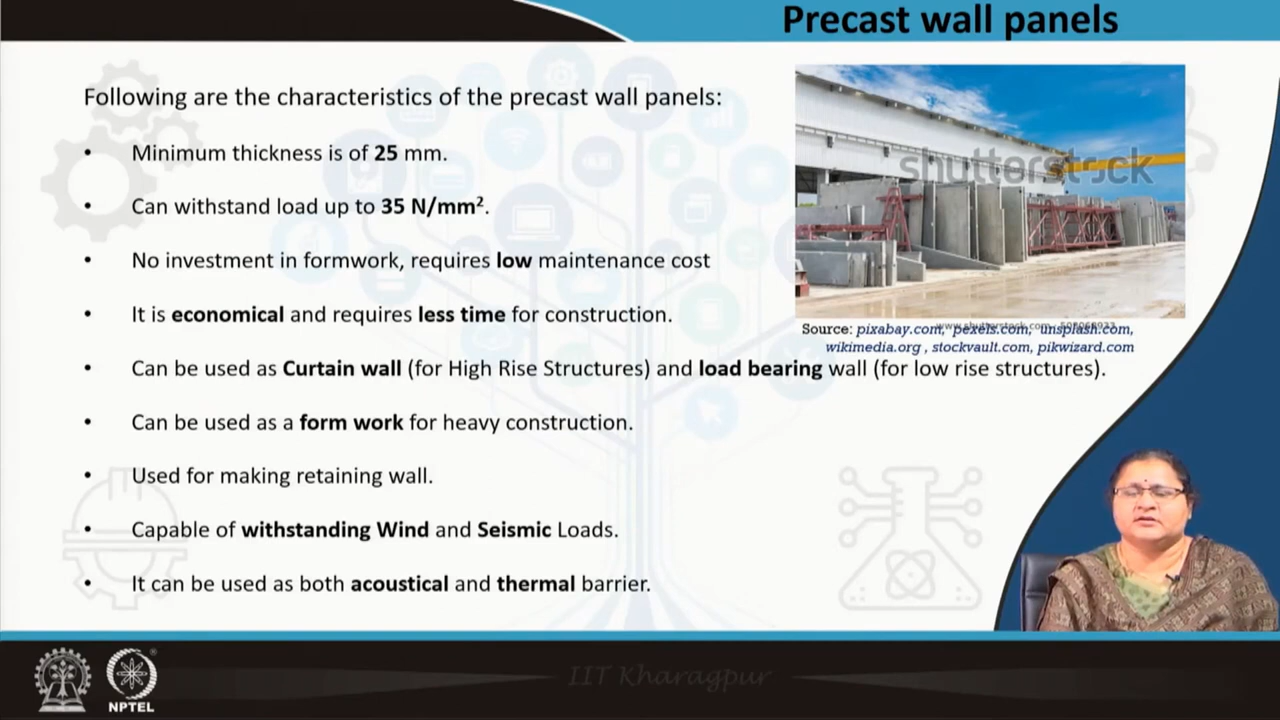 Precast wall panels
Following are the characteristics of the precast wall panels:
• Minimum thickness is of 25 mm.
• Can withstand load up to 35 N/mm².
• No investment in formwork, requires low maintenance cost
• It is economical and requires less time for construction.
• Can be used as Curtain wall (for High Rise Structures) and load bearing wall (for low rise structures).
• Can be used as a form work for heavy construction.
• Used for making retaining wall.
• Capable of withstanding Wind and Seismic Loads.
• It can be used as both acoustical and thermal barrier.
shutterstock
Source: pixabay.com, pexels.com, unsplash.com,
wikimedia.org , stockvault.com, pikwizard.com
NPTEL
IIT Kharagpur